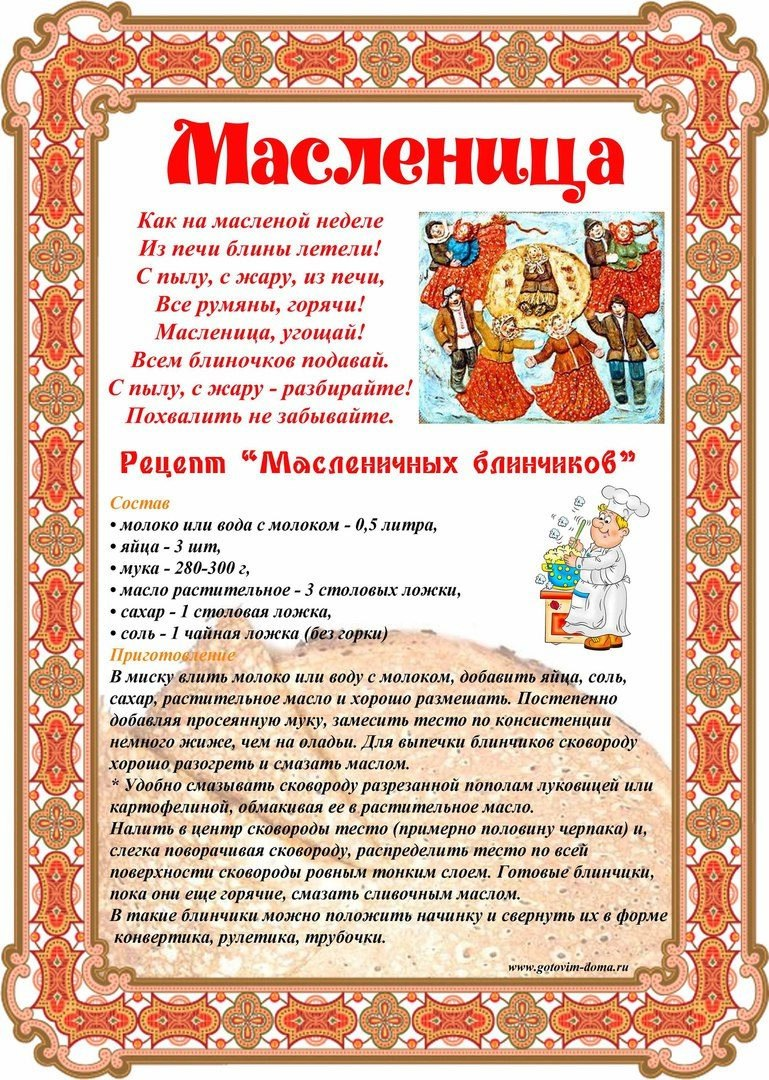 Масленица
Как на масленой неделе
Из печи блины летели!
С пылу, с жару, из печи,
Все румяны, горячи!
Масленица, угощай!
Всем блиночков подавай.
С пылу, с жару - разбирайте!
Похвалить не забывайте.
Рецепт “Масленичных блинчиков”
Состав
• молоко или вода с молоком - 0,5 литра,
• яйца - 3 шт,
• мука - 280-300 г,
• масло растительное - 3 столовых ложки,
• сахар - 1 столовая ложка,
• соль - 1 чайная ложка (без горки)
Приготовление
В миску влить молоко или воду с молоком, добавить яйца, соль,
сахар, растительное масло и хорошо размешать. Постепенно
добавляя просеянную муку, замесить тесто по консистенции
немного жиже, чем на оладьи. Для выпечки блинчиков сковороду
хорошо разогреть и смазать маслом.
* Удобно смазывать сковороду разрезанной пополам луковицей или
картофелиной, обмакивая ее в растительное масло.
Налить в центр сковороды тесто (примерно половину черпака) и,
слегка поворачивая сковороду, распределить тесто по всей
поверхности сковороды ровным тонким слоем. Готовые блинчики,
пока они еще горячие, смазать сливочным маслом.
В такие блинчики можно положить начинку и свернуть их в форме
конвертика, рулетика, трубочки.
www.gotovim-doma.ru